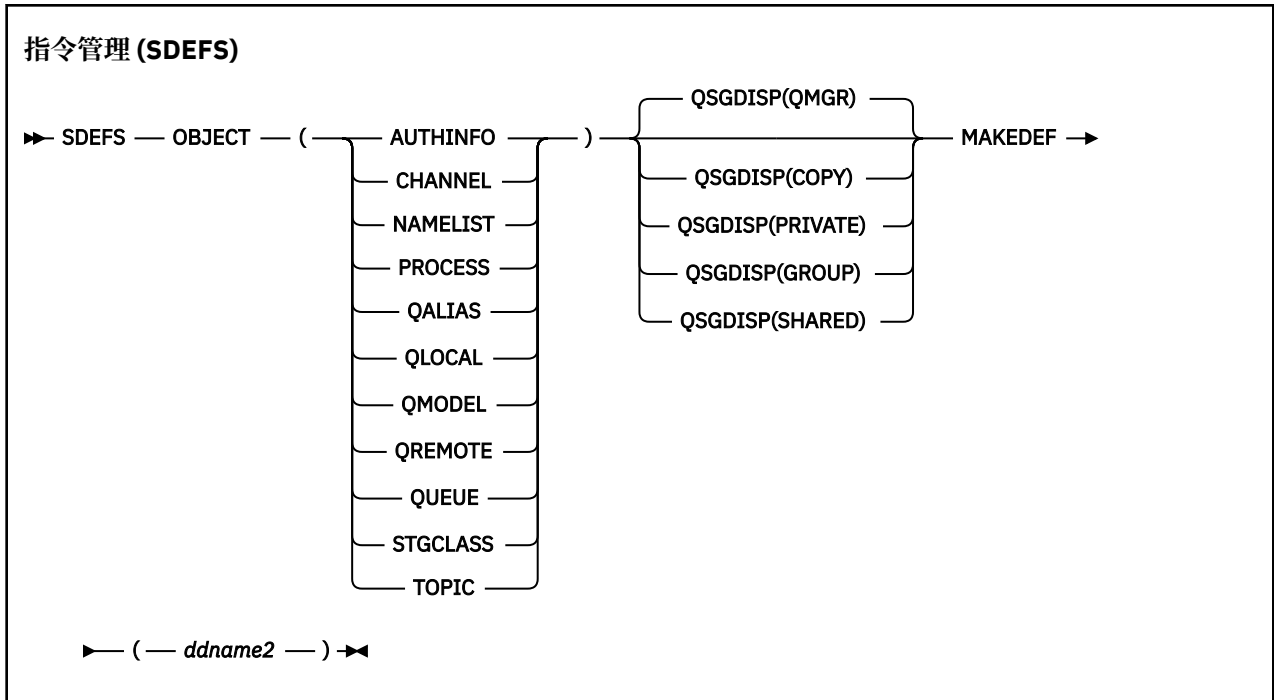 指令管理 (SDEFS)
QSGDISP(QMGR)
SDEFS OBJECT ( AUTHINFO ) MAKEDEF
CHANNEL QSGDISP(COPY)
NAMELIST QSGDISP(PRIVATE)
PROCESS QSGDISP(GROUP)
QALIAS QSGDISP(SHARED)
QLOCAL
QMODEL
QREMOTE
QUEUE
STGCLASS
TOPIC
( ddname2 )